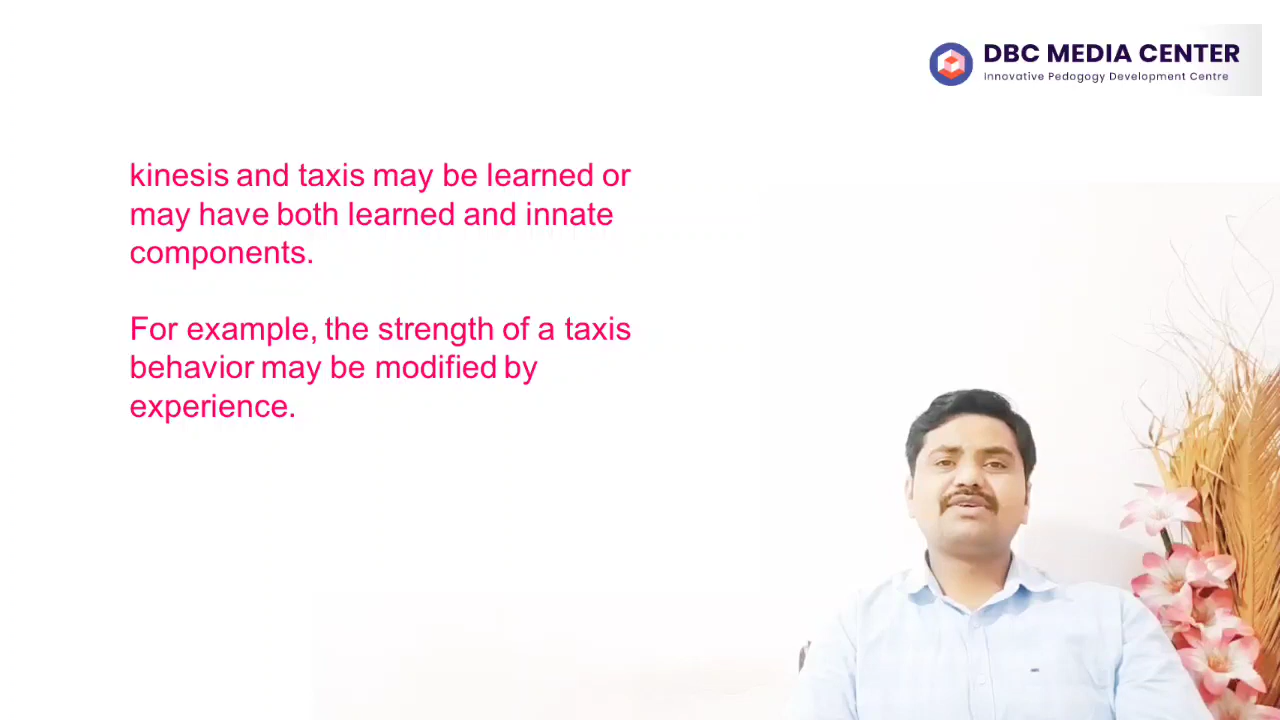 DBC MEDIA CENTER
Innovative Pedogogy Development Centre
kinesis and taxis may be learned or
may have both learned and innate
components.
For example, the strength of a taxis
behavior may be modified by
experience.